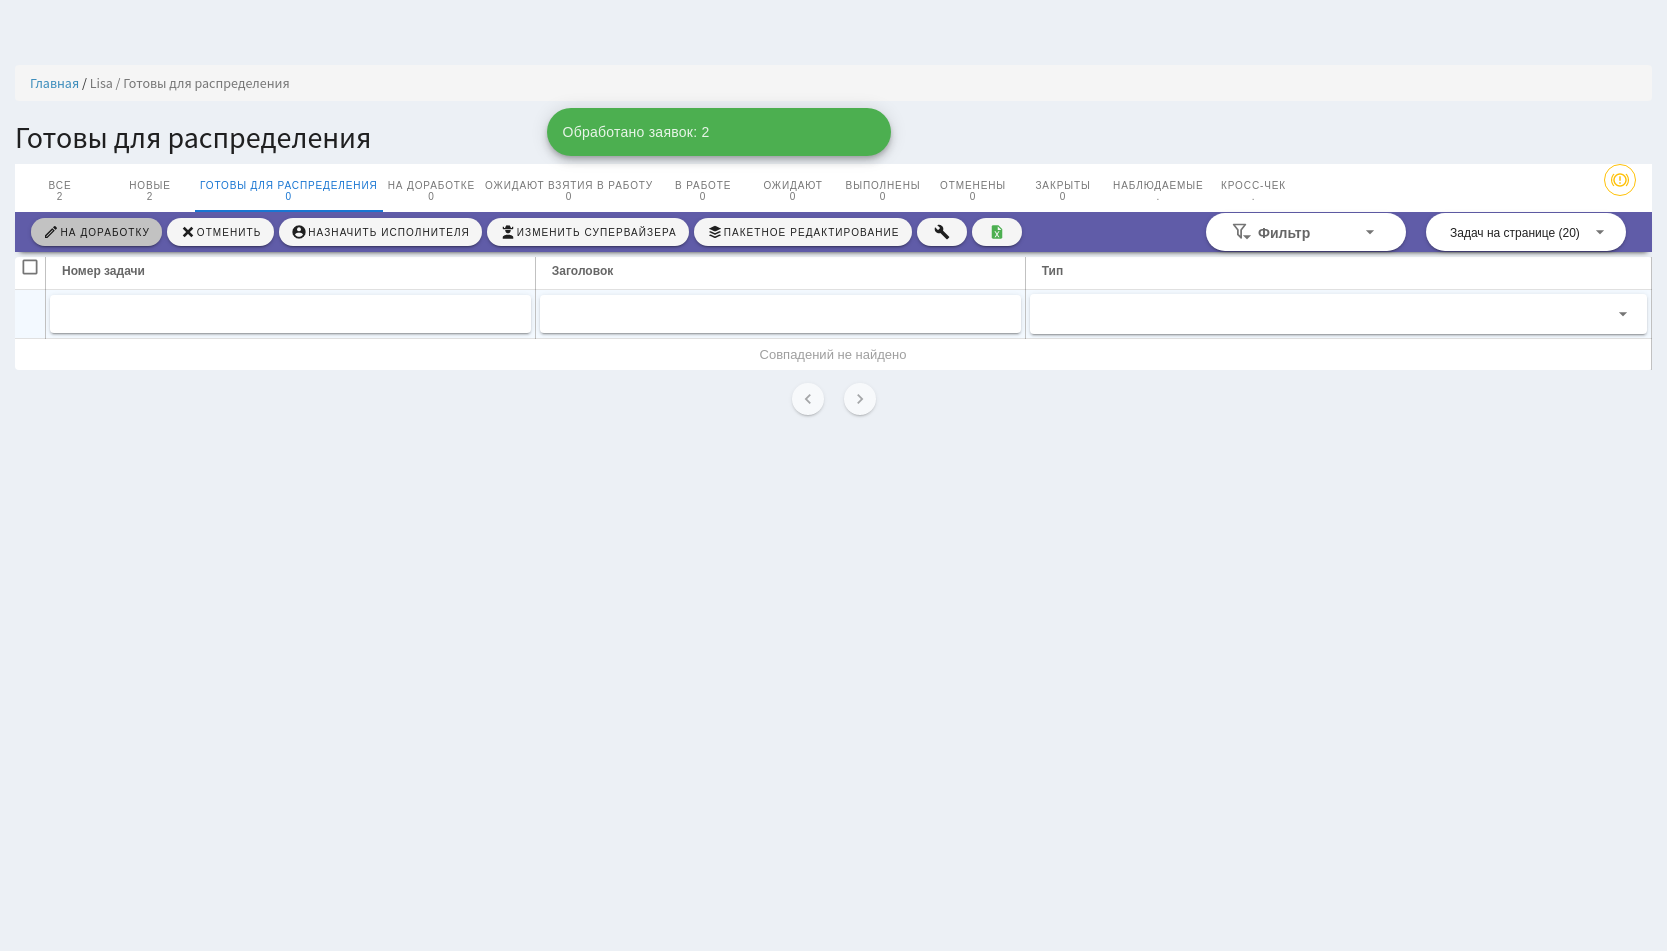 Главная / Lisa / Готовы для распределения
Обработано заявок: 2
Готовы для распределения
ВСЕ НОВЫЕ ГОТОВЫ ДЛЯ РАСПРЕДЕЛЕНИЯ НА ДОРАБОТКЕ ОЖИДАЮТ ВЗЯТИЯ В РАБОТУ В РАБОТЕ ОЖИДАЮТ ВЫПОЛНЕНЫ ОТМЕНЕНЫ ЗАКРЫТЫ НАБЛЮДАЕМЫЕ КРОСС-ЧЕК
2 2 0 0 0 0 0 0 0 0 . .
НА ДОРАБОТКУ ОТМЕНИТЬ НАЗНАЧИТЬ ИСПОЛНИТЕЛЯ ИЗМЕНИТЬ СУПЕРВАЙЗЕРА ПАКЕТНОЕ РЕДАКТИРОВАНИЕ Фильтр Задач на странице (20)
Номер задачи Заголовок Тип
Совпадений не найдено